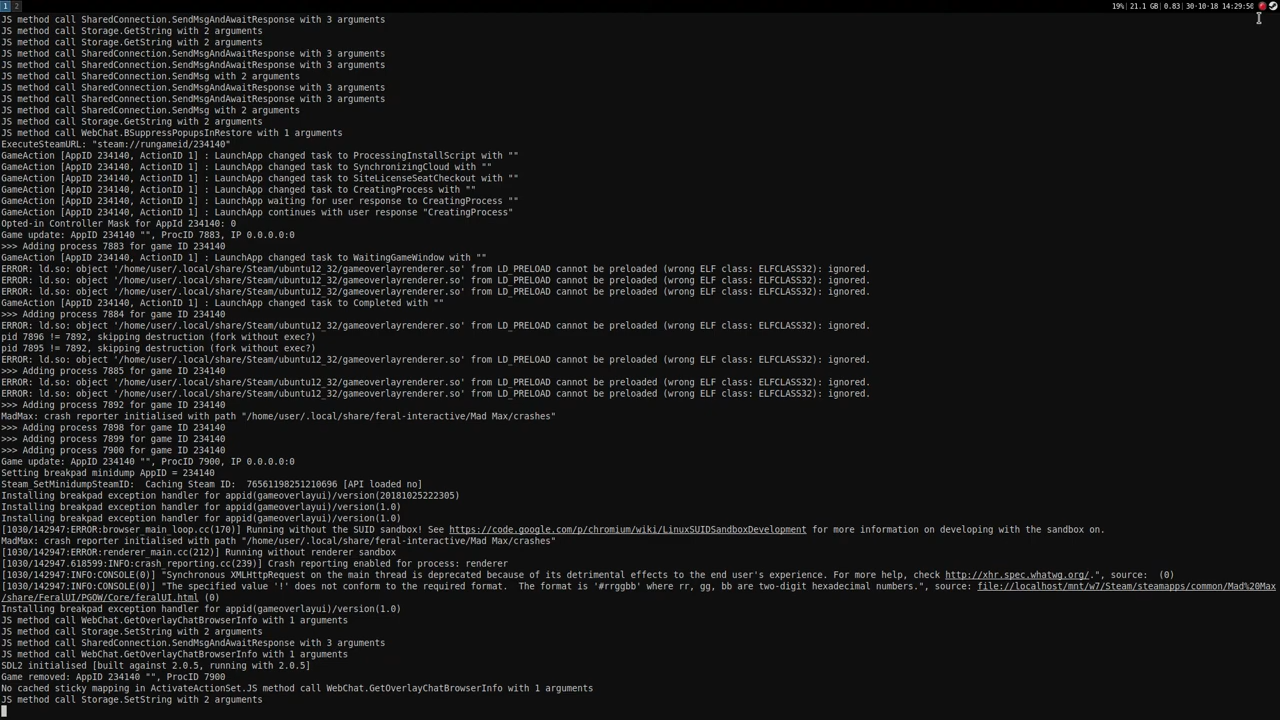 1 2 19% 21.1 GB 0.83 30-10-18 14:29:50
JS method call SharedConnection.SendMsgAndAwaitResponse with 3 arguments
JS method call Storage.GetString with 2 arguments
JS method call Storage.GetString with 2 arguments
JS method call SharedConnection.SendMsgAndAwaitResponse with 3 arguments
JS method call SharedConnection.SendMsgAndAwaitResponse with 3 arguments
JS method call SharedConnection.SendMsg with 2 arguments
JS method call SharedConnection.SendMsgAndAwaitResponse with 3 arguments
JS method call SharedConnection.SendMsgAndAwaitResponse with 3 arguments
JS method call SharedConnection.SendMsg with 2 arguments
JS method call Storage.GetString with 2 arguments
JS method call WebChat.BSuppressPopupsInRestore with 1 arguments
ExecuteSteamURL: "steam://rungameid/234140"
GameAction [AppID 234140, ActionID 1] : LaunchApp changed task to ProcessingInstallScript with ""
GameAction [AppID 234140, ActionID 1] : LaunchApp changed task to SynchronizingCloud with ""
GameAction [AppID 234140, ActionID 1] : LaunchApp changed task to SiteLicenseSeatCheckout with ""
GameAction [AppID 234140, ActionID 1] : LaunchApp changed task to CreatingProcess with ""
GameAction [AppID 234140, ActionID 1] : LaunchApp waiting for user response to CreatingProcess ""
GameAction [AppID 234140, ActionID 1] : LaunchApp continues with user response "CreatingProcess"
Opted-in Controller Mask for AppId 234140: 0
Game update: AppID 234140 "", ProcID 7883, IP 0.0.0.0:0
>>> Adding process 7883 for game ID 234140
GameAction [AppID 234140, ActionID 1] : LaunchApp changed task to WaitingGameWindow with ""
ERROR: ld.so: object '/home/user/.local/share/Steam/ubuntu12_32/gameoverlayrenderer.so' from LD_PRELOAD cannot be preloaded (wrong ELF class: ELFCLASS32): ignored.
ERROR: ld.so: object '/home/user/.local/share/Steam/ubuntu12_32/gameoverlayrenderer.so' from LD_PRELOAD cannot be preloaded (wrong ELF class: ELFCLASS32): ignored.
ERROR: ld.so: object '/home/user/.local/share/Steam/ubuntu12_32/gameoverlayrenderer.so' from LD_PRELOAD cannot be preloaded (wrong ELF class: ELFCLASS32): ignored.
GameAction [AppID 234140, ActionID 1] : LaunchApp changed task to Completed with ""
>>> Adding process 7884 for game ID 234140
ERROR: ld.so: object '/home/user/.local/share/Steam/ubuntu12_32/gameoverlayrenderer.so' from LD_PRELOAD cannot be preloaded (wrong ELF class: ELFCLASS32): ignored.
pid 7896 != 7892, skipping destruction (fork without exec?)
pid 7895 != 7892, skipping destruction (fork without exec?)
ERROR: ld.so: object '/home/user/.local/share/Steam/ubuntu12_32/gameoverlayrenderer.so' from LD_PRELOAD cannot be preloaded (wrong ELF class: ELFCLASS32): ignored.
>>> Adding process 7885 for game ID 234140
ERROR: ld.so: object '/home/user/.local/share/Steam/ubuntu12_32/gameoverlayrenderer.so' from LD_PRELOAD cannot be preloaded (wrong ELF class: ELFCLASS32): ignored.
ERROR: ld.so: object '/home/user/.local/share/Steam/ubuntu12_32/gameoverlayrenderer.so' from LD_PRELOAD cannot be preloaded (wrong ELF class: ELFCLASS32): ignored.
>>> Adding process 7892 for game ID 234140
MadMax: crash reporter initialised with path "/home/user/.local/share/feral-interactive/Mad Max/crashes"
>>> Adding process 7898 for game ID 234140
>>> Adding process 7899 for game ID 234140
>>> Adding process 7900 for game ID 234140
Game update: AppID 234140 "", ProcID 7900, IP 0.0.0.0:0
Setting breakpad minidump AppID = 234140
Steam_SetMinidumpSteamID:  Caching Steam ID:  76561198251210696 [API loaded no]
Installing breakpad exception handler for appid(gameoverlayui)/version(20181025222305)
Installing breakpad exception handler for appid(gameoverlayui)/version(1.0)
Installing breakpad exception handler for appid(gameoverlayui)/version(1.0)
[1030/142947:ERROR:browser_main_loop.cc(170)] Running without the SUID sandbox! See https://code.google.com/p/chromium/wiki/LinuxSUIDSandboxDevelopment for more information on developing with the sandbox on.
MadMax: crash reporter initialised with path "/home/user/.local/share/feral-interactive/Mad Max/crashes"
[1030/142947:ERROR:renderer_main.cc(212)] Running without renderer sandbox
[1030/142947.618599:INFO:crash_reporting.cc(239)] Crash reporting enabled for process: renderer
[1030/142947:INFO:CONSOLE(0)] "Synchronous XMLHttpRequest on the main thread is deprecated because of its detrimental effects to the end user's experience. For more help, check http://xhr.spec.whatwg.org/.", source:  (0)
[1030/142947:INFO:CONSOLE(0)] "The specified value '!' does not conform to the required format.  The format is '#rrggbb' where rr, gg, bb are two-digit hexadecimal numbers.", source: file://localhost/mnt/w7/Steam/steamapps/common/Mad%20Max
/share/FeralUI/PGOW/Core/feralUI.html (0)
Installing breakpad exception handler for appid(gameoverlayui)/version(1.0)
JS method call WebChat.GetOverlayChatBrowserInfo with 1 arguments
JS method call Storage.SetString with 2 arguments
JS method call SharedConnection.SendMsgAndAwaitResponse with 3 arguments
JS method call WebChat.GetOverlayChatBrowserInfo with 1 arguments
SDL2 initialised [built against 2.0.5, running with 2.0.5]
Game removed: AppID 234140 "", ProcID 7900
No cached sticky mapping in ActivateActionSet.JS method call WebChat.GetOverlayChatBrowserInfo with 1 arguments
JS method call Storage.SetString with 2 arguments